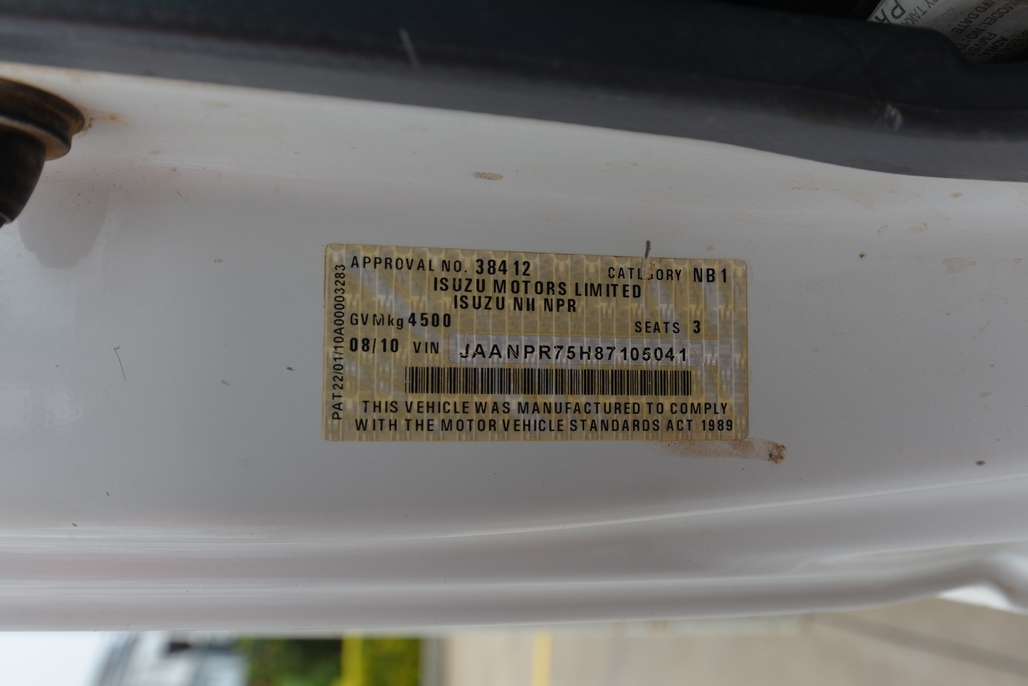 APPROVAL NO. 38412 CATEGORY NB1
ISUZU MOTORS LIMITED
ISUZU NH NPR
GVMkg 4500 SEATS 3
08/10 VIN JAANPR75H87105041
THIS VEHICLE WAS MANUFACTURED TO COMPLY
WITH THE MOTOR VEHICLE STANDARDS ACT 1989
PAT22/01/10A00003283